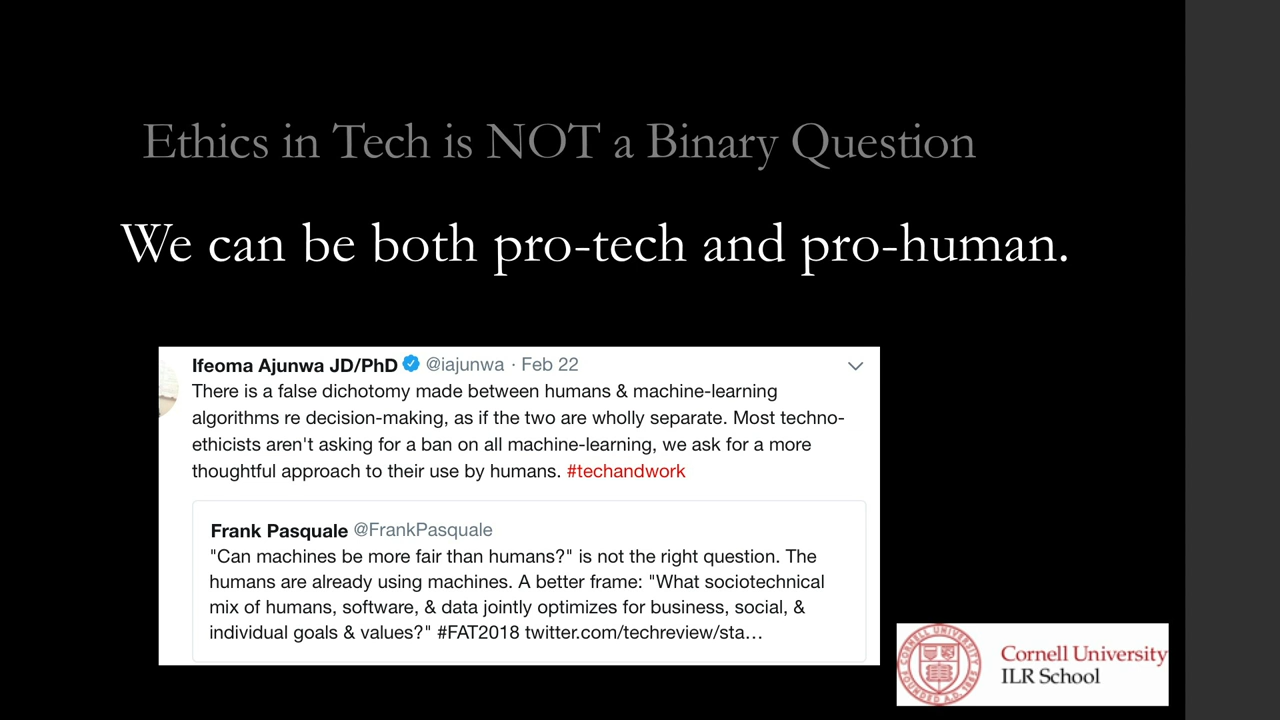 Ethics in Tech is NOT a Binary Question
We can be both pro-tech and pro-human.
Ifeoma Ajunwa JD/PhD @iajunwa · Feb 22
There is a false dichotomy made between humans & machine-learning
algorithms re decision-making, as if the two are wholly separate. Most techno-
ethicists aren't asking for a ban on all machine-learning, we ask for a more
thoughtful approach to their use by humans. #techandwork
Frank Pasquale @FrankPasquale
"Can machines be more fair than humans?" is not the right question. The
humans are already using machines. A better frame: "What sociotechnical
mix of humans, software, & data jointly optimizes for business, social, &
individual goals & values?" #FAT2018 twitter.com/techreview/sta…
CORNELL UNIVERSITY
FOUNDED A.D. 1865
Cornell University
ILR School